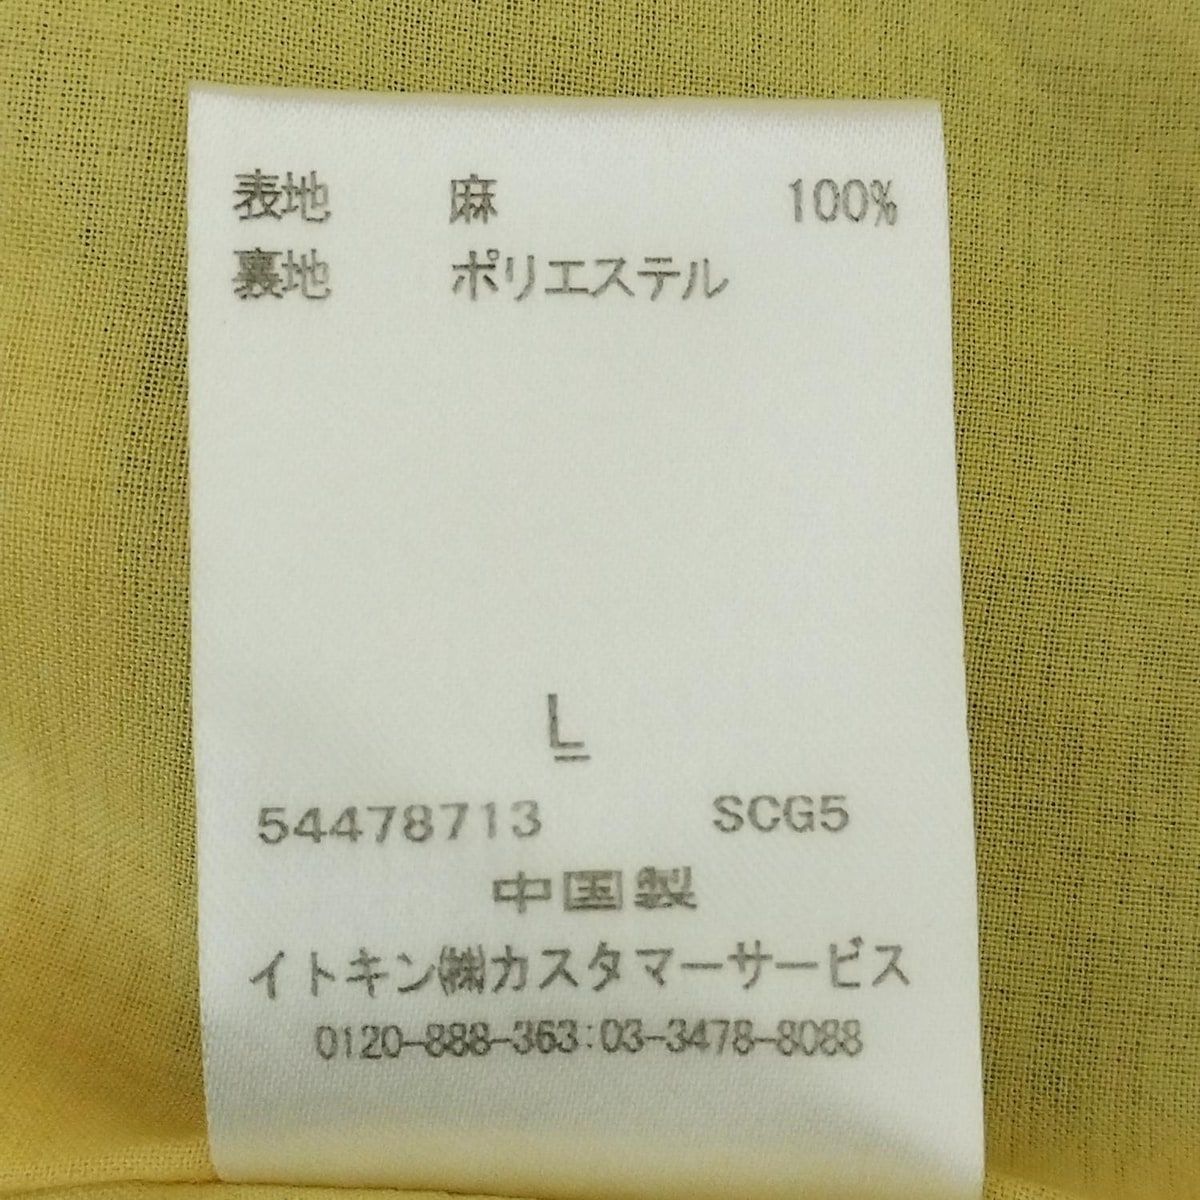 表地 麻 100%
裏地 ポリエステル
L
54478713 SCG5
中国製
イトキン㈱カスタマーサービス
0120-888-363:03-3478-8088